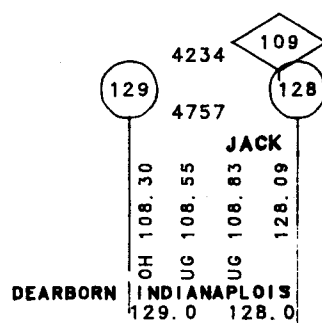 109
4234
129
128
4757
JACK
OH 108.30
UG 108.55
UG 108.83
128.09
DEARBORN INDIANAPLOIS
129.0 128.0